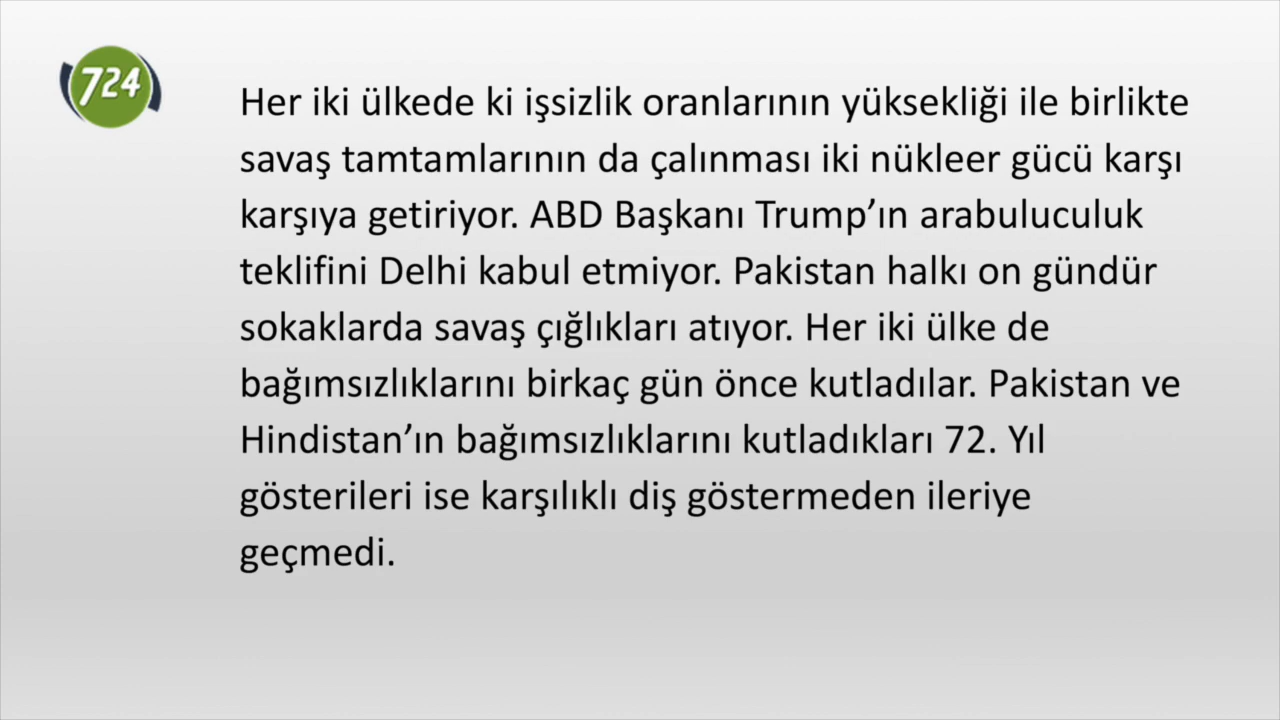 724
Her iki ülkede ki işsizlik oranlarının yüksekliği ile birlikte
savaş tamtamlarının da çalınması iki nükleer gücü karşı
karşıya getiriyor. ABD Başkanı Trump’ın arabuluculuk
teklifini Delhi kabul etmiyor. Pakistan halkı on gündür
sokaklarda savaş çığlıkları atıyor. Her iki ülke de
bağımsızlıklarını birkaç gün önce kutladılar. Pakistan ve
Hindistan’ın bağımsızlıklarını kutladıkları 72. Yıl
gösterileri ise karşılıklı diş göstermeden ileriye
geçmedi.